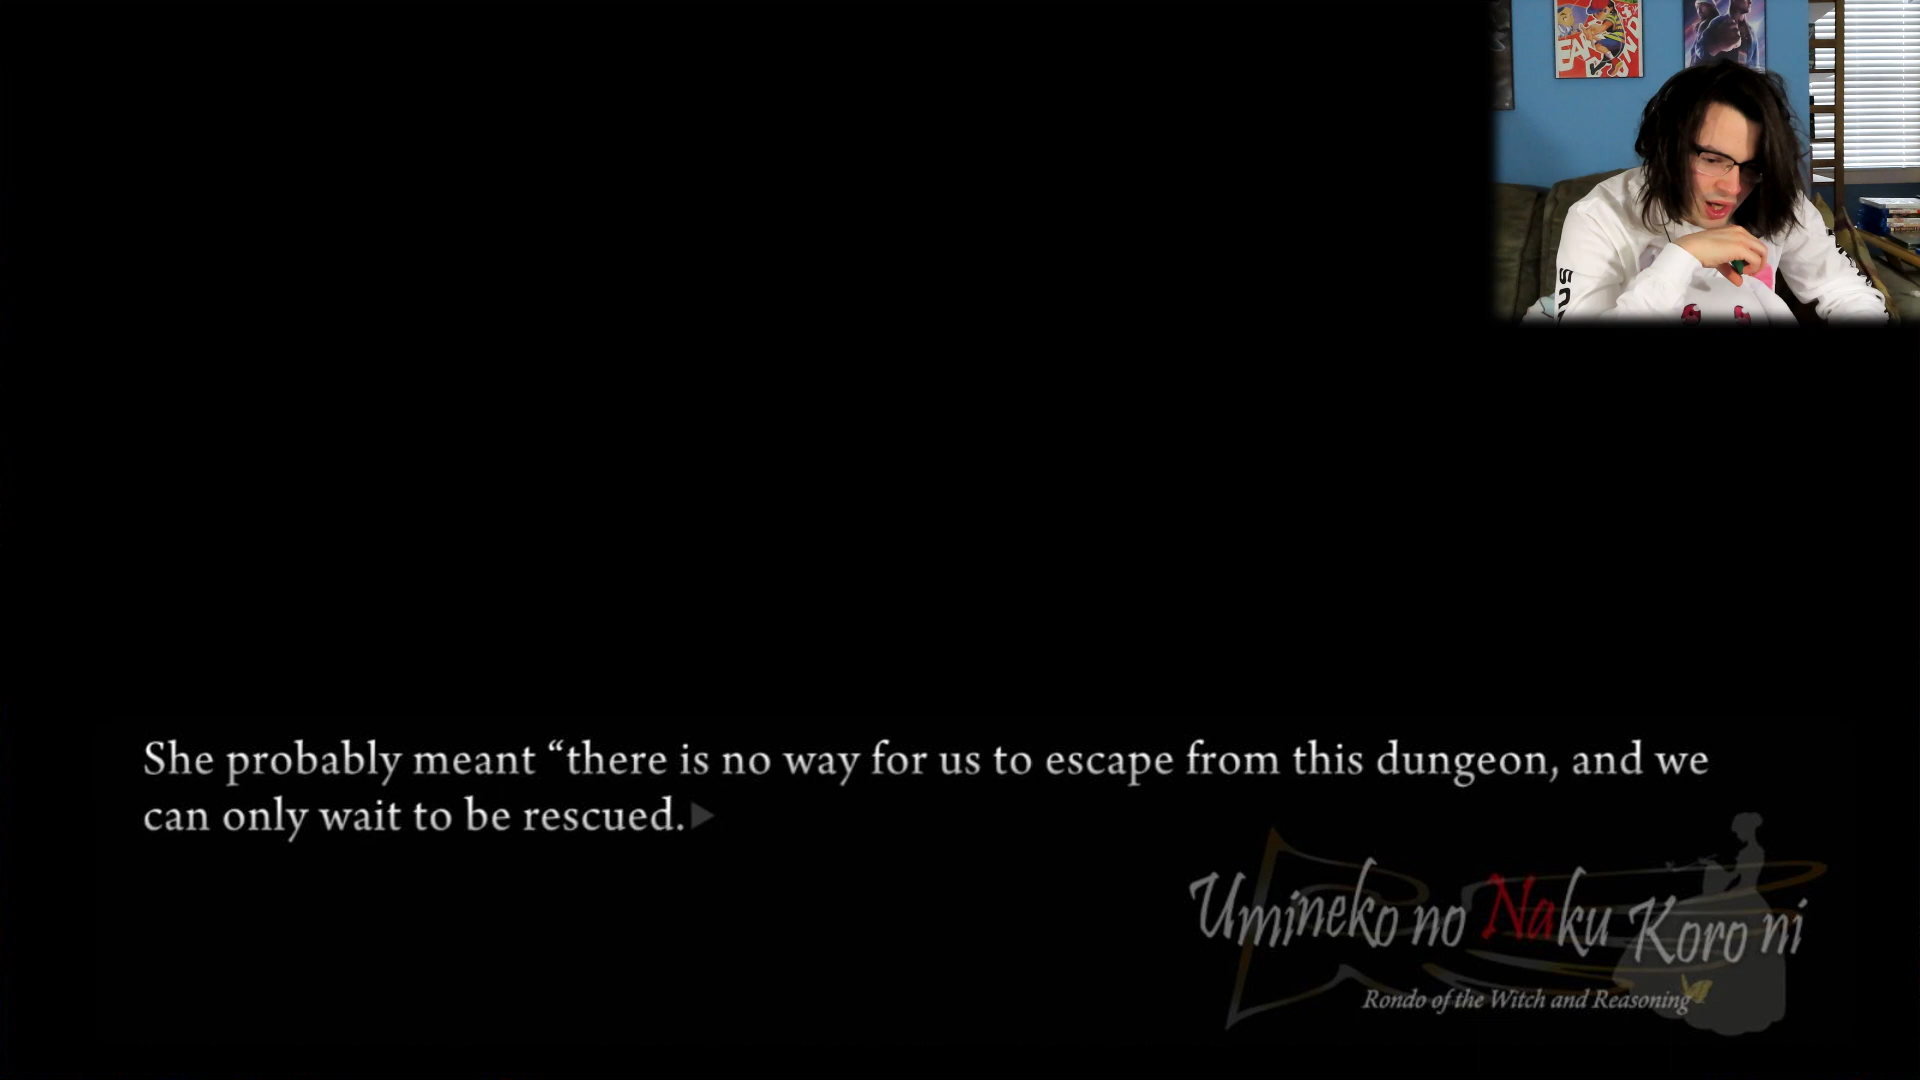 She probably meant “there is no way for us to escape from this dungeon, and we
can only wait to be rescued.
Umineko no Naku Koro ni
Rondo of the Witch and Reasoning